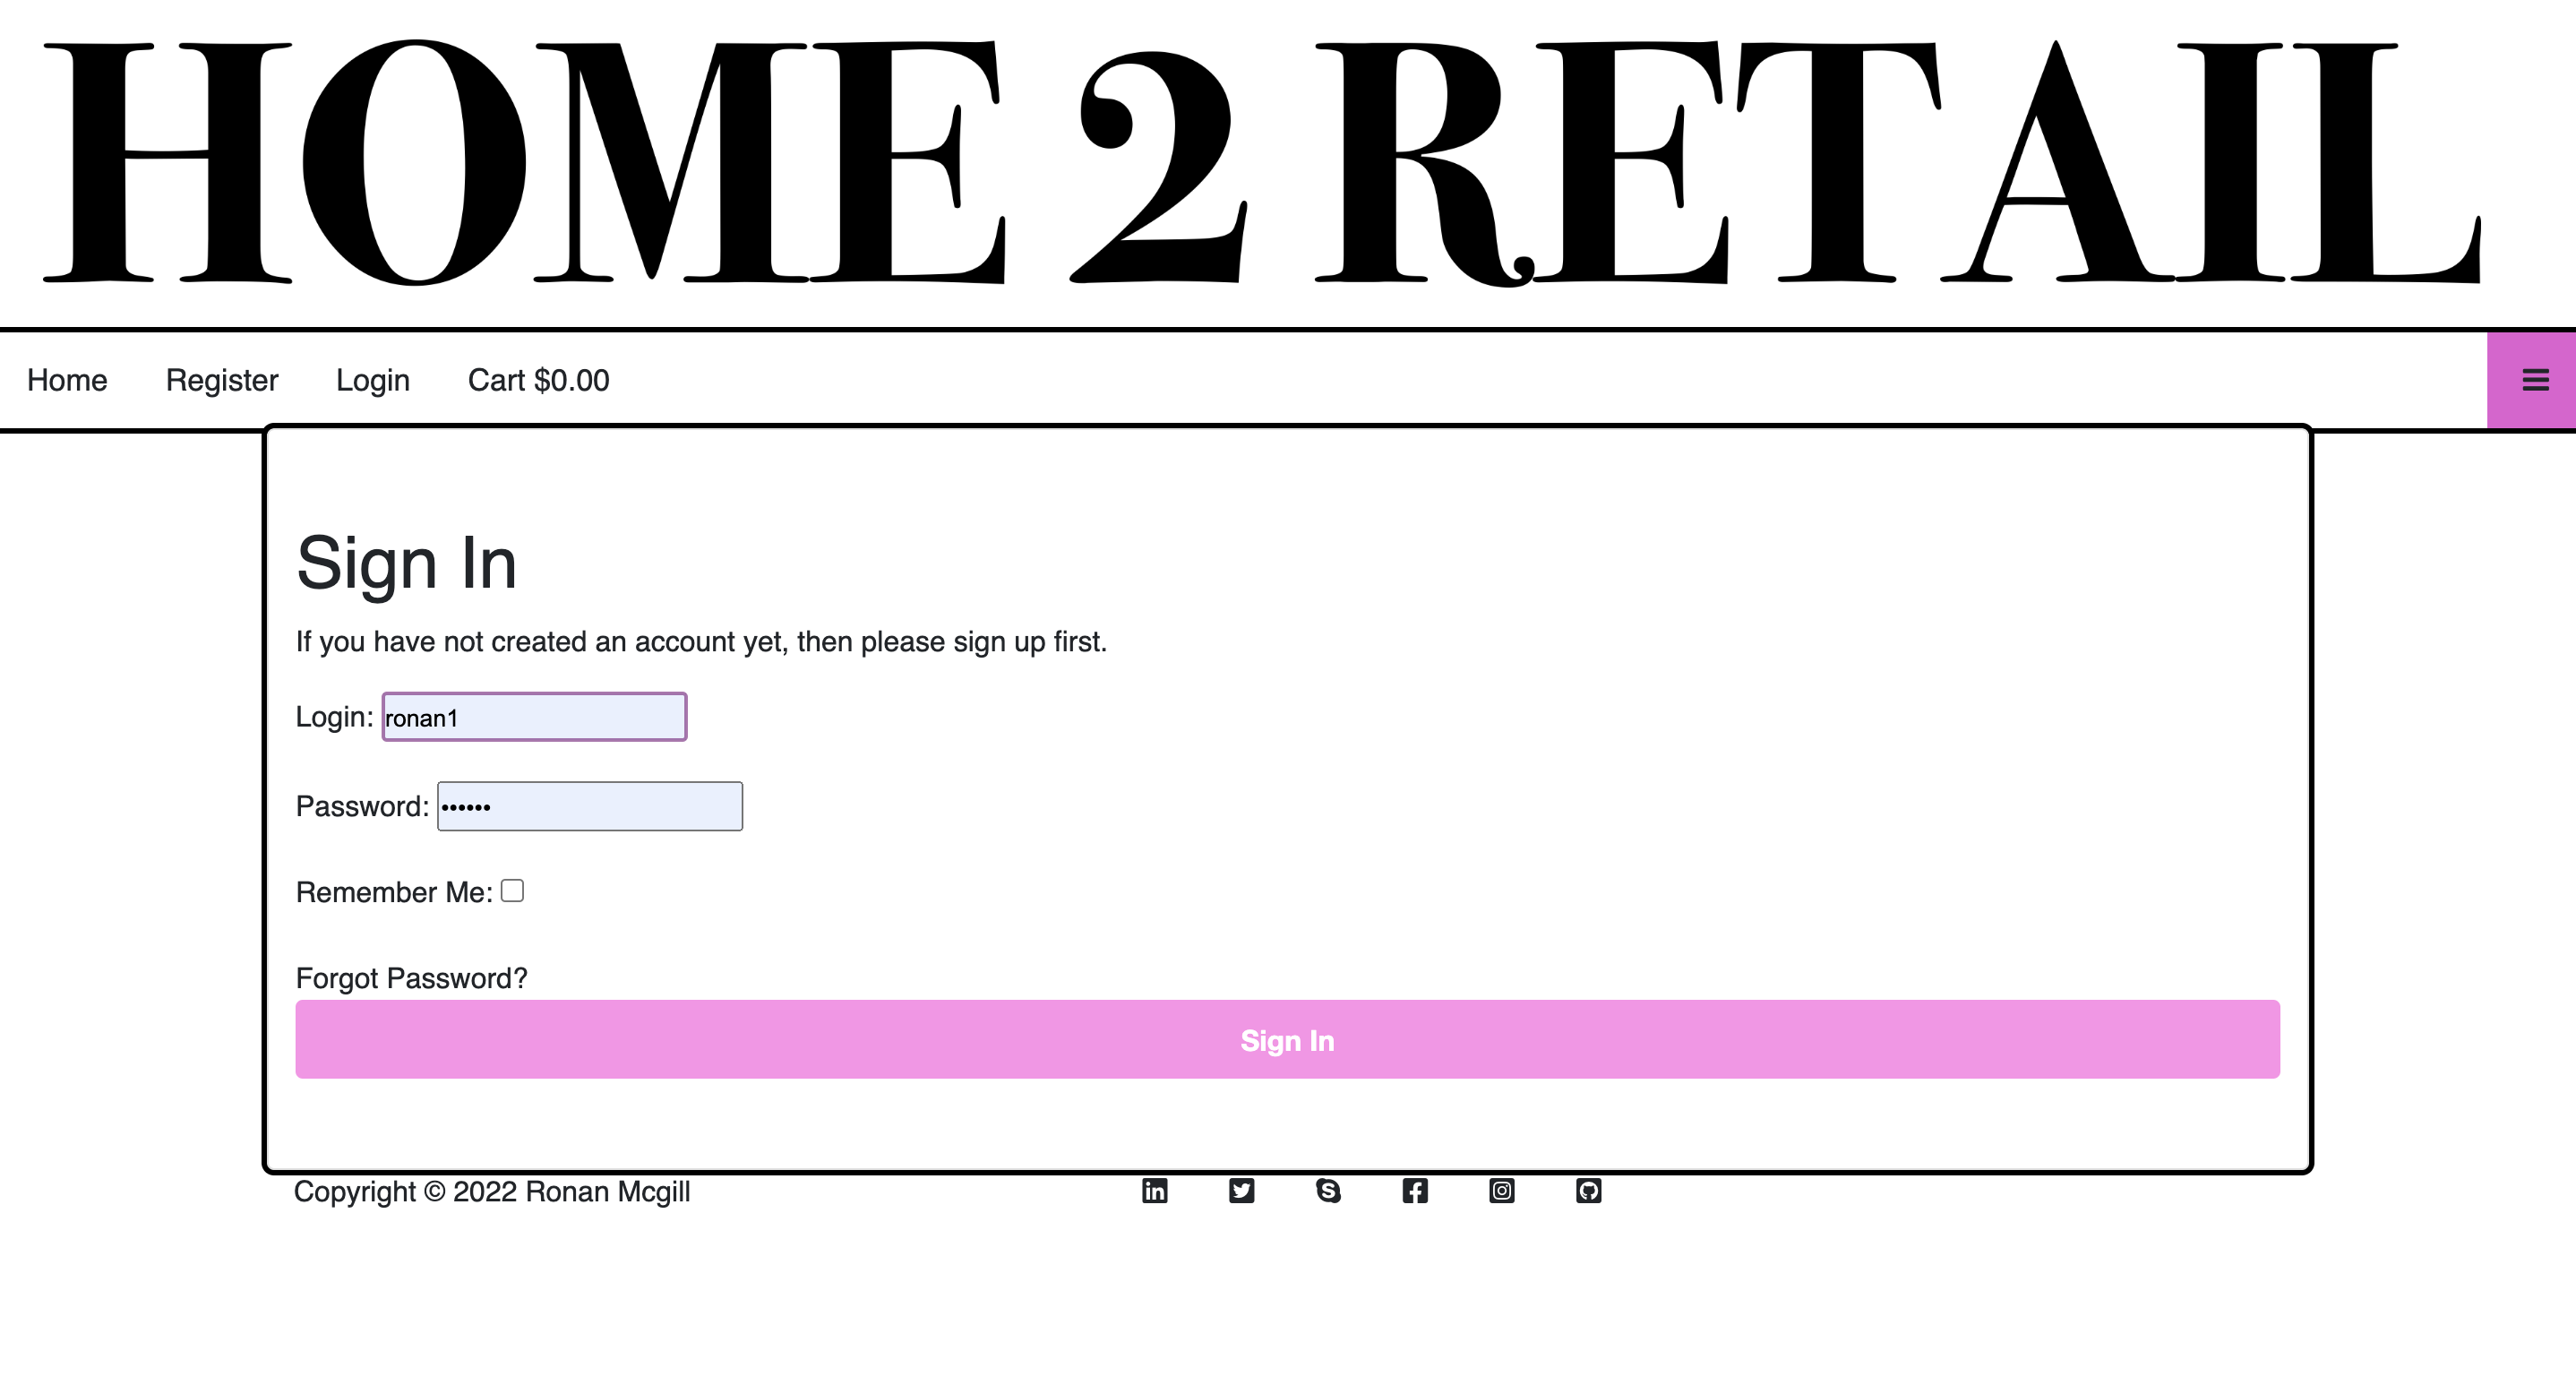 HOME 2 RETAIL
Home Register Login Cart $0.00
Sign In
If you have not created an account yet, then please sign up first.
Login: ronan1
Password: ••••••
Remember Me:
Forgot Password?
Sign In
Copyright © 2022 Ronan Mcgill